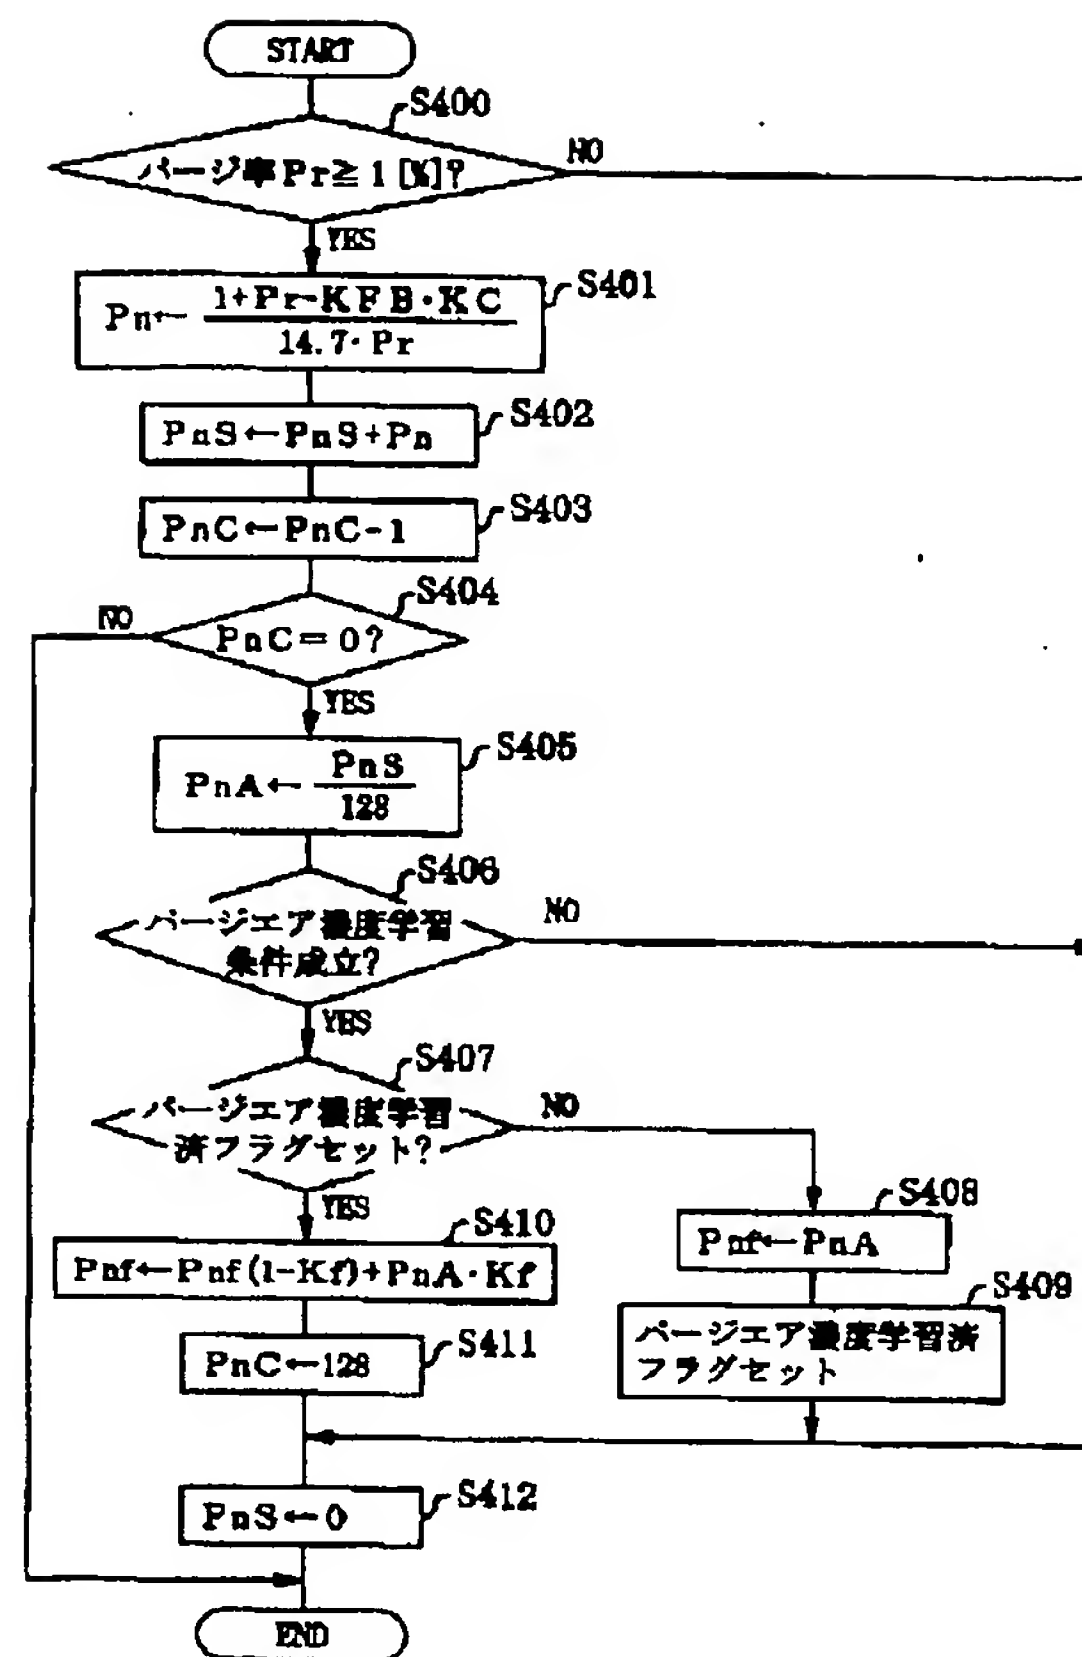 START
S400
パージ率Pr≧1[%]?
NO
YES
S401
Pn← 1+Pr-KFB·KC
14.7·Pr
S402
PnS←PnS+Pn
S403
PnC←PnC-1
S404
NO
PnC=0?
YES
S405
PnA← PnS
128
S406
パージエア濃度学習
条件成立?
NO
YES
S407
パージエア濃度学習
済フラグセット?
NO
YES
S408
Pnf←PnA
S410
Pnf←Pnf(1-Kf)+PnA·Kf
S409
パージエア濃度学習済
フラグセット
S411
PnC←128
S412
PnS←0
END